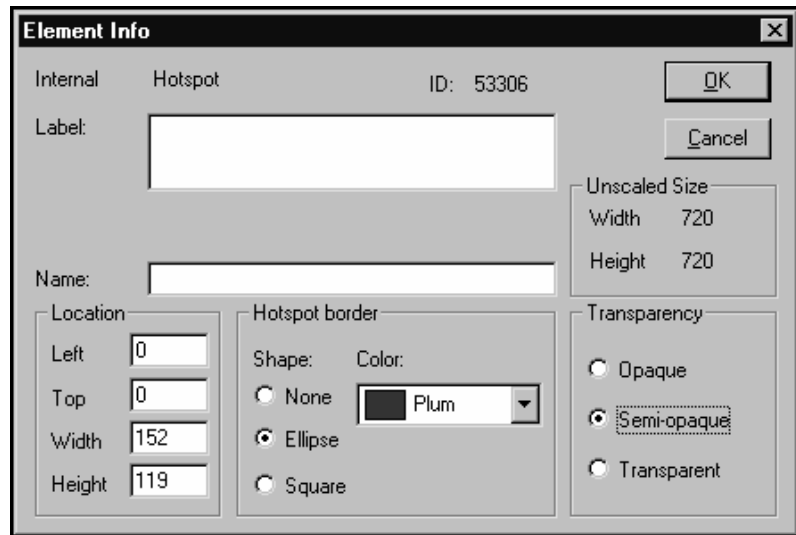 Element Info
Internal Hotspot ID: 53306 OK
Label: Cancel
Unscaled Size
Width 720
Height 720
Name:
Location Hotspot border Transparency
Left 0 Shape: Color: Opaque
Top 0 None Plum
Width 152 Ellipse Semi-opaque
Height 119 Square Transparent